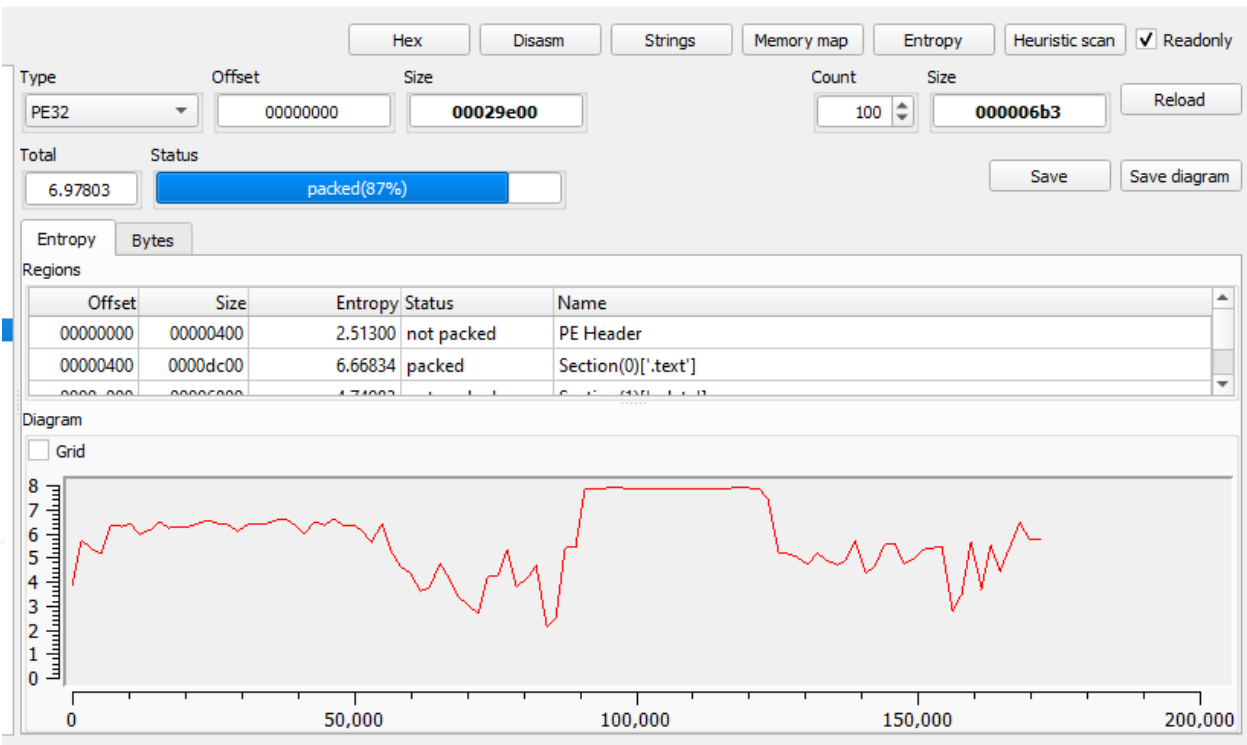 Hex Disasm Strings Memory map Entropy Heuristic scan Readonly
Type Offset Size Count Size
PE32 00000000 00029e00 100 000006b3 Reload
Total Status
6.97803 packed(87%) Save Save diagram
Entropy Bytes
Regions
Offset Size Entropy Status Name
00000000 00000400 2.51300 not packed PE Header
00000400 0000dc00 6.66834 packed Section(0)['.text']
Diagram
Grid
8
7
6
5
4
3
2
1
0
0 50,000 100,000 150,000 200,000